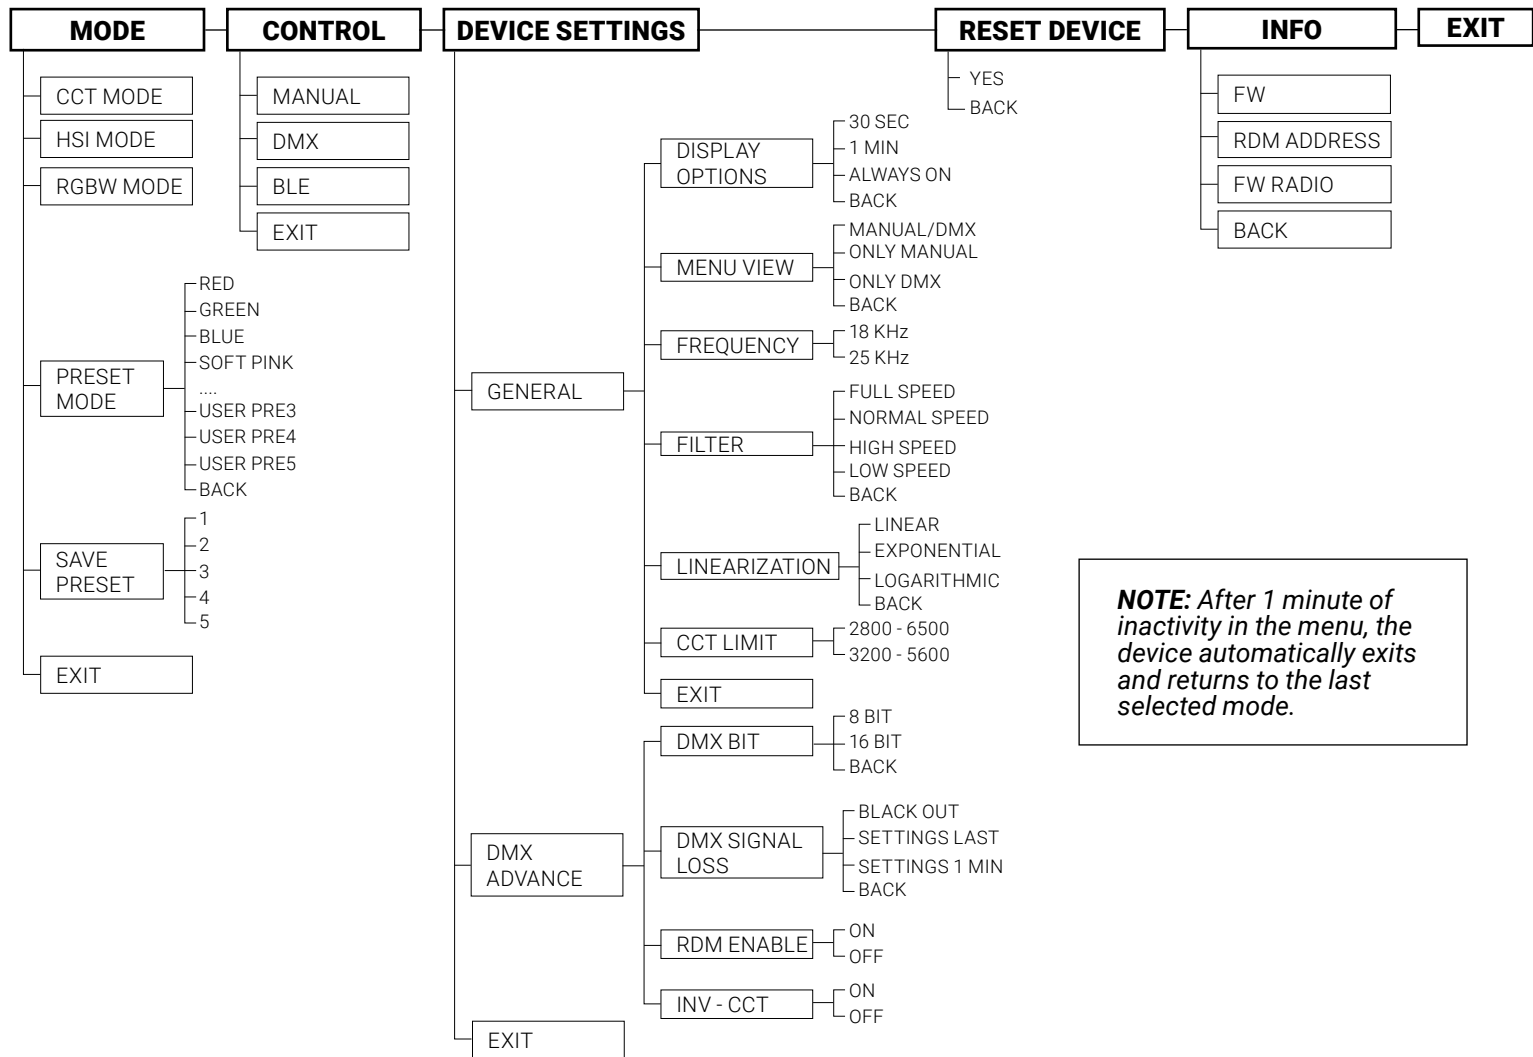 MODE
CONTROL
DEVICE SETTINGS
RESET DEVICE
INFO
EXIT
CCT MODE
HSI MODE
RGBW MODE
PRESET
MODE
RED
GREEN
BLUE
SOFT PINK
....
USER PRE3
USER PRE4
USER PRE5
BACK
SAVE
PRESET
1
2
3
4
5
EXIT
MANUAL
DMX
BLE
EXIT
GENERAL
DISPLAY
OPTIONS
30 SEC
1 MIN
ALWAYS ON
BACK
MENU VIEW
MANUAL/DMX
ONLY MANUAL
ONLY DMX
BACK
FREQUENCY
18 KHz
25 KHz
FILTER
FULL SPEED
NORMAL SPEED
HIGH SPEED
LOW SPEED
BACK
LINEARIZATION
LINEAR
EXPONENTIAL
LOGARITHMIC
BACK
CCT LIMIT
2800 - 6500
3200 - 5600
EXIT
DMX
ADVANCE
DMX BIT
8 BIT
16 BIT
BACK
DMX SIGNAL
LOSS
BLACK OUT
SETTINGS LAST
SETTINGS 1 MIN
BACK
RDM ENABLE
ON
OFF
INV - CCT
ON
OFF
EXIT
YES
BACK
FW
RDM ADDRESS
FW RADIO
BACK
NOTE: After 1 minute of
inactivity in the menu, the
device automatically exits
and returns to the last
selected mode.